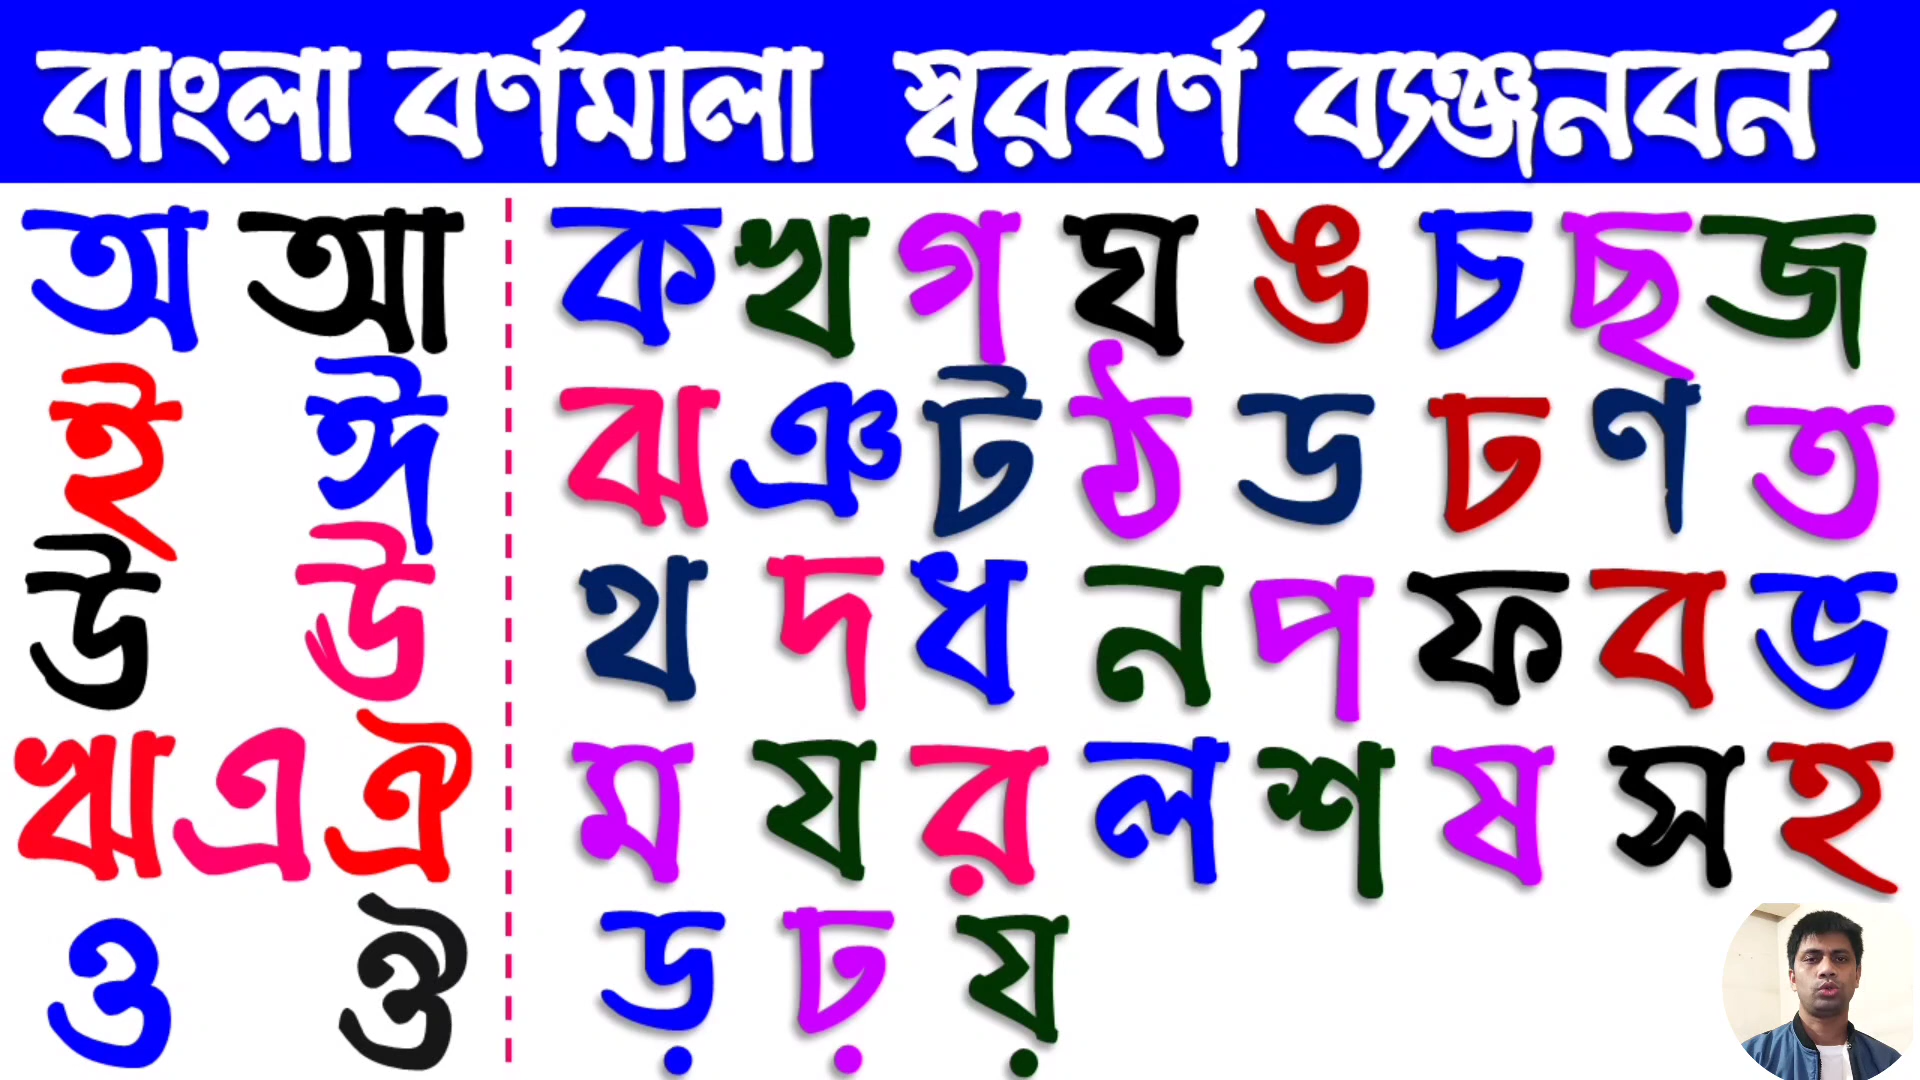 বাংলা বর্ণমালা স্বরবর্ণ ব্যঞ্জনবর্ন
অ আ
ই ঈ
উ ঊ
ঋ এ ঐ
ও ঔ
ক খ গ ঘ ঙ চ ছ জ
ঝ ঞ ট ঠ ড ঢ ণ ত
থ দ ধ ন প ফ ব ভ
ম য র ল শ ষ স হ
ড় ঢ় য়